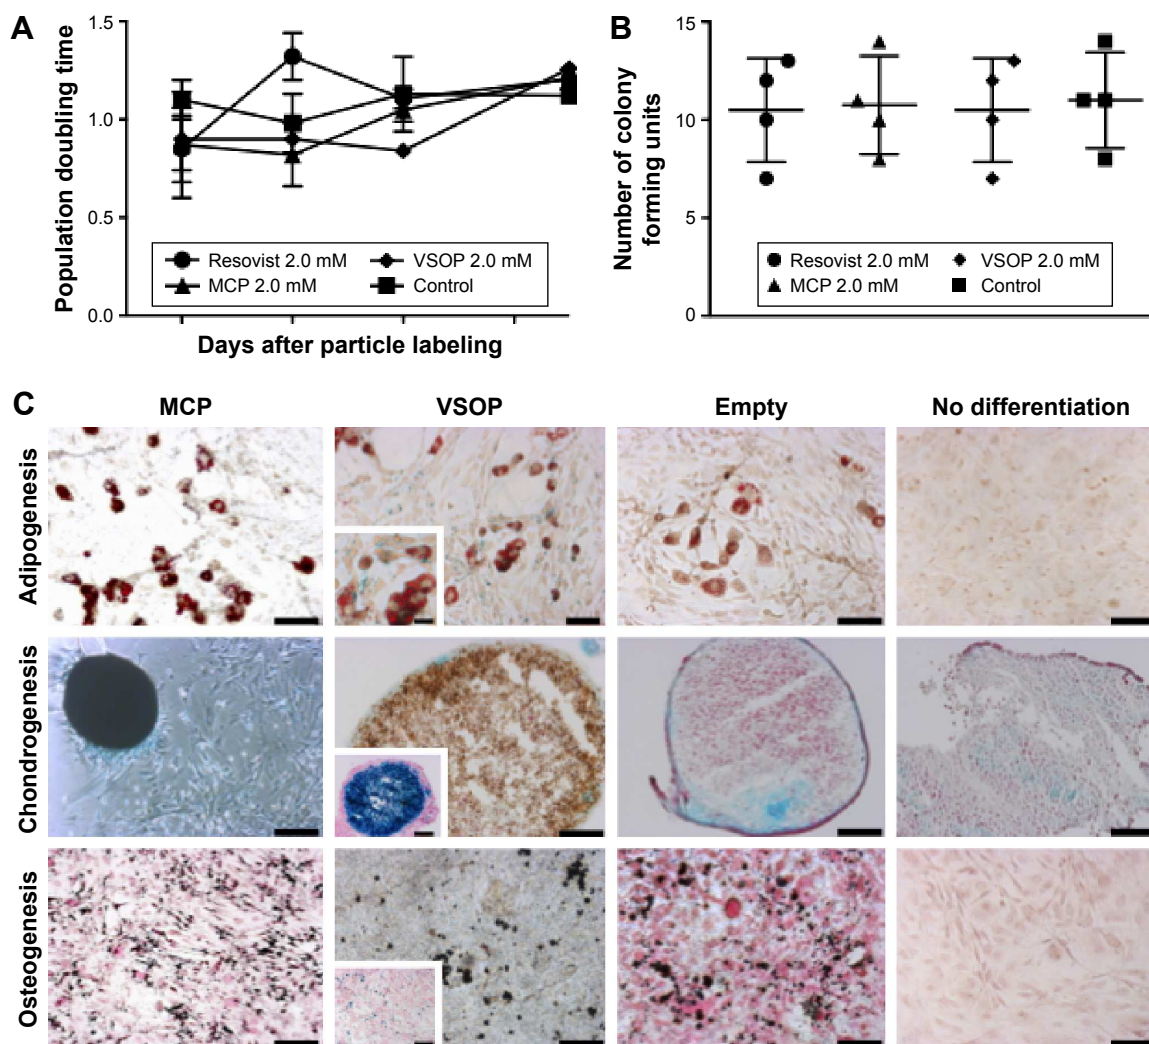 A
Population doubling time
1.5
1.0
0.5
0.0
Resovist 2.0 mM
VSOP 2.0 mM
MCP 2.0 mM
Control
Days after particle labeling
B
Number of colony
forming units
15
10
5
0
Resovist 2.0 mM
VSOP 2.0 mM
MCP 2.0 mM
Control
C
MCP
VSOP
Empty
No differentiation
Adipogenesis
Chondrogenesis
Osteogenesis